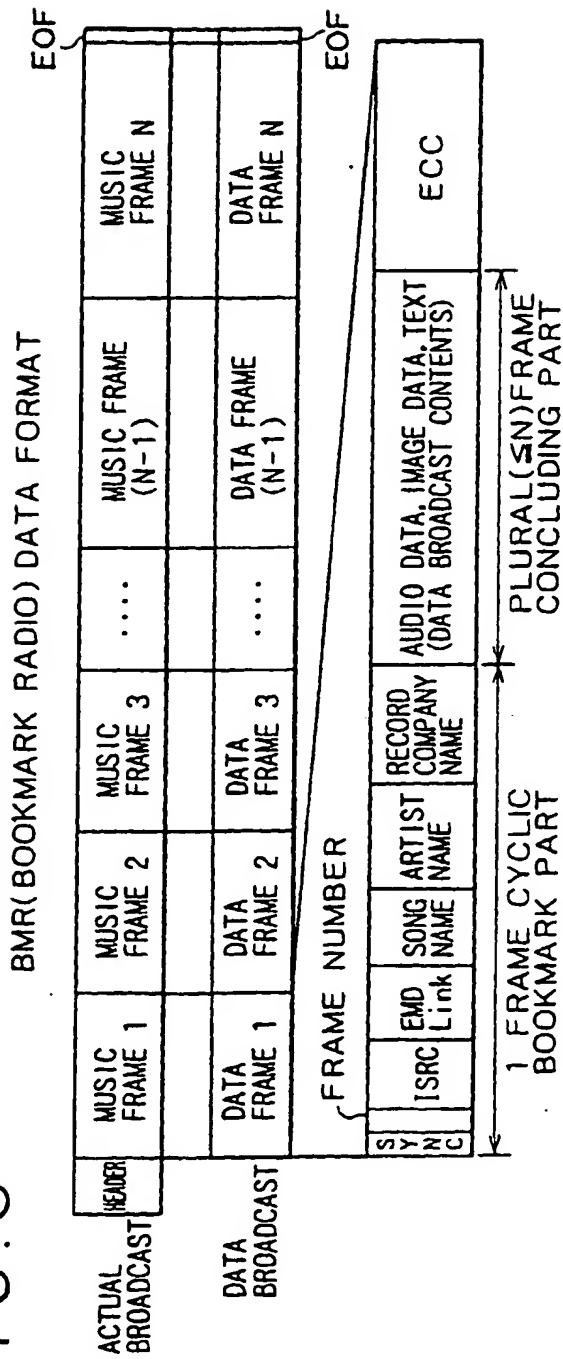 BMR(BOOKMARK RADIO)DATA FORMAT
EOF
ACTUAL
BROADCAST
HEADER
MUSIC
FRAME 1
MUSIC
FRAME 2
MUSIC
FRAME 3
....
MUSIC FRAME
(N-1)
MUSIC
FRAME N
DATA
BROADCAST
DATA
FRAME 1
DATA
FRAME 2
DATA
FRAME 3
....
DATA FRAME
(N-1)
DATA
FRAME N
EOF
FRAME NUMBER
SYNC
ISRC
EMD
Link
SONG
NAME
ARTIST
NAME
RECORD
COMPANY
NAME
AUDIO DATA, IMAGE DATA, TEXT
(DATA BROADCAST CONTENTS)
ECC
1 FRAME CYCLIC
BOOKMARK PART
PLURAL(≦N)FRAME
CONCLUDING PART